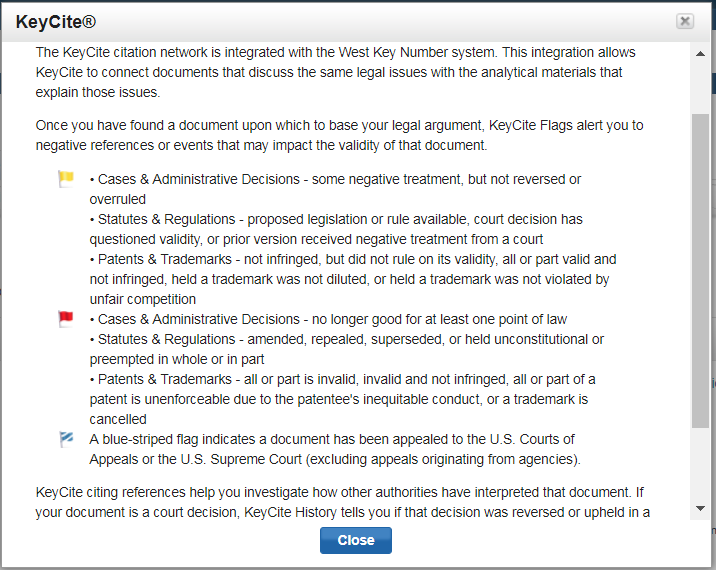 KeyCite®
The KeyCite citation network is integrated with the West Key Number system. This integration allows
KeyCite to connect documents that discuss the same legal issues with the analytical materials that
explain those issues.
Once you have found a document upon which to base your legal argument, KeyCite Flags alert you to
negative references or events that may impact the validity of that document.
• Cases & Administrative Decisions - some negative treatment, but not reversed or
overruled
• Statutes & Regulations - proposed legislation or rule available, court decision has
questioned validity, or prior version received negative treatment from a court
• Patents & Trademarks - not infringed, but did not rule on its validity, all or part valid and
not infringed, held a trademark was not diluted, or held a trademark was not violated by
unfair competition
• Cases & Administrative Decisions - no longer good for at least one point of law
• Statutes & Regulations - amended, repealed, superseded, or held unconstitutional or
preempted in whole or in part
• Patents & Trademarks - all or part is invalid, invalid and not infringed, all or part of a
patent is unenforceable due to the patentee's inequitable conduct, or a trademark is
cancelled
A blue-striped flag indicates a document has been appealed to the U.S. Courts of
Appeals or the U.S. Supreme Court (excluding appeals originating from agencies).
KeyCite citing references help you investigate how other authorities have interpreted that document. If
your document is a court decision, KeyCite History tells you if that decision was reversed or upheld in a
Close